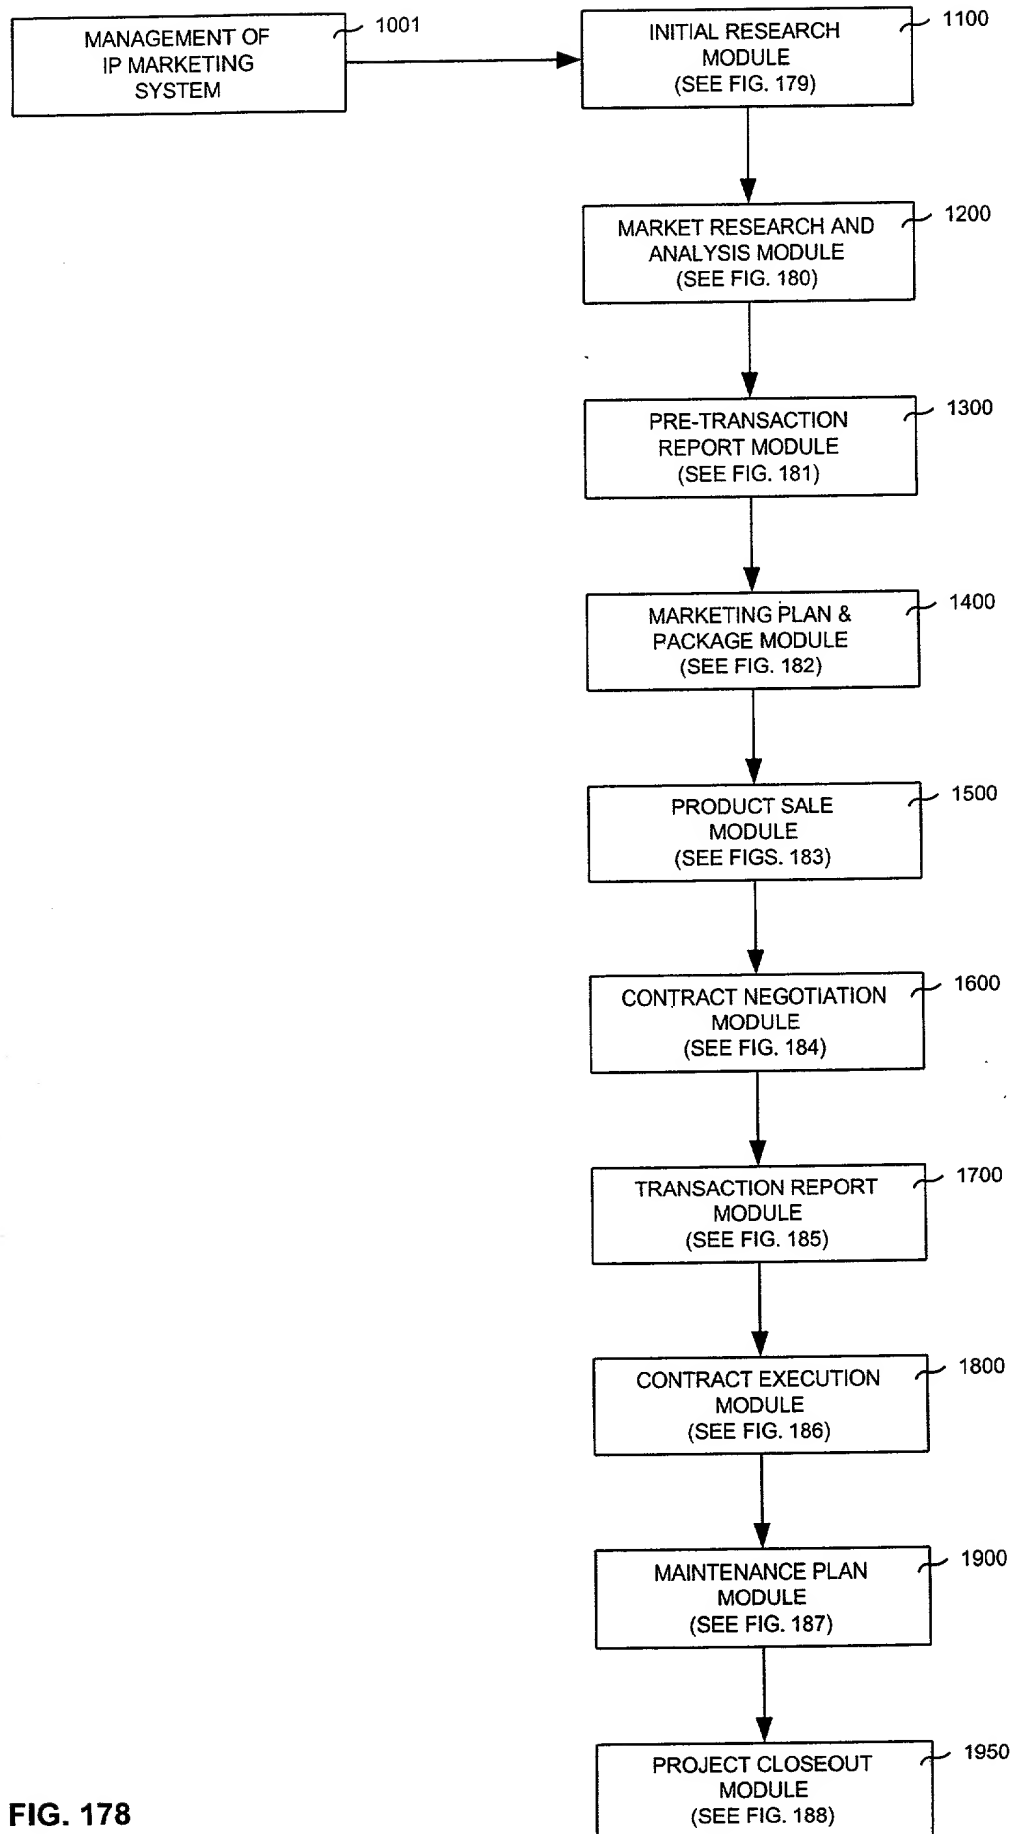 MANAGEMENT OF
IP MARKETING
SYSTEM
1001
INITIAL RESEARCH
MODULE
(SEE FIG. 179)
1100
MARKET RESEARCH AND
ANALYSIS MODULE
(SEE FIG. 180)
1200
PRE-TRANSACTION
REPORT MODULE
(SEE FIG. 181)
1300
MARKETING PLAN &
PACKAGE MODULE
(SEE FIG. 182)
1400
PRODUCT SALE
MODULE
(SEE FIGS. 183)
1500
CONTRACT NEGOTIATION
MODULE
(SEE FIG. 184)
1600
TRANSACTION REPORT
MODULE
(SEE FIG. 185)
1700
CONTRACT EXECUTION
MODULE
(SEE FIG. 186)
1800
MAINTENANCE PLAN
MODULE
(SEE FIG. 187)
1900
PROJECT CLOSEOUT
MODULE
(SEE FIG. 188)
1950
FIG. 178